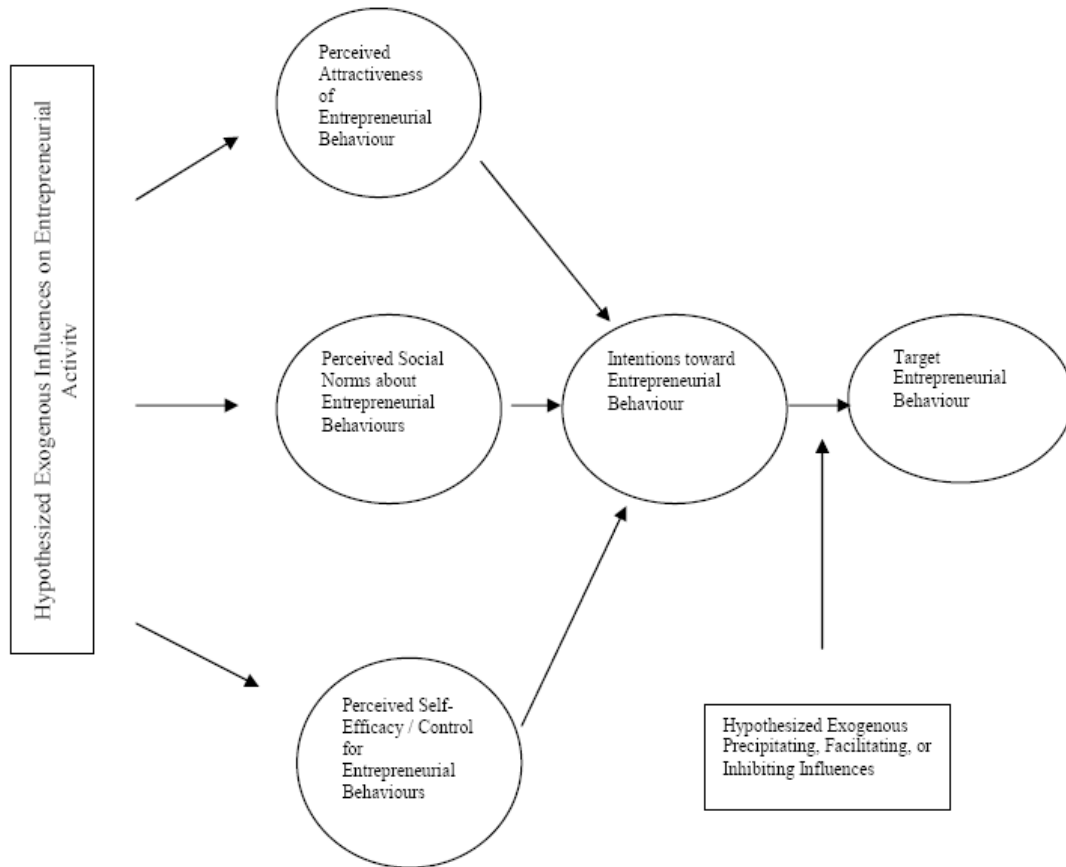 Hypothesized Exogenous Influences on Entrepreneurial
Activity
Perceived
Attractiveness
of
Entrepreneurial
Behaviour
Perceived Social
Norms about
Entrepreneurial
Behaviours
Perceived Self-
Efficacy / Control
for
Entrepreneurial
Behaviours
Intentions toward
Entrepreneurial
Behaviour
Target
Entrepreneurial
Behaviour
Hypothesized Exogenous
Precipitating, Facilitating, or
Inhibiting Influences